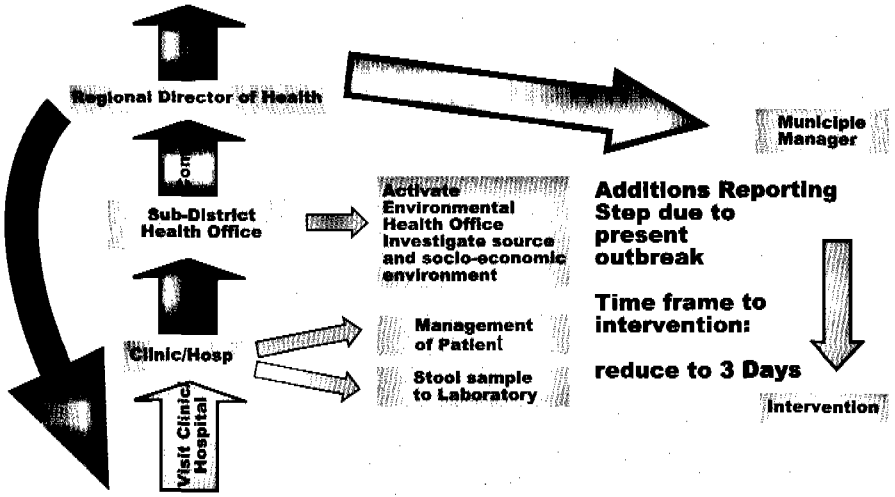 Regional Director of Health
Municiple
Manager
Sub-District
Health Office
Activate
Environmental
Health Office
Investigate source
and socio-economic
environment
Additions Reporting
Step due to
present
outbreak
Time frame to
intervention:
reduce to 3 Days
Clinic/Hosp
Management
of Patient
Stool sample
to Laboratory
Intervention
Visit Clinic/
Hospital